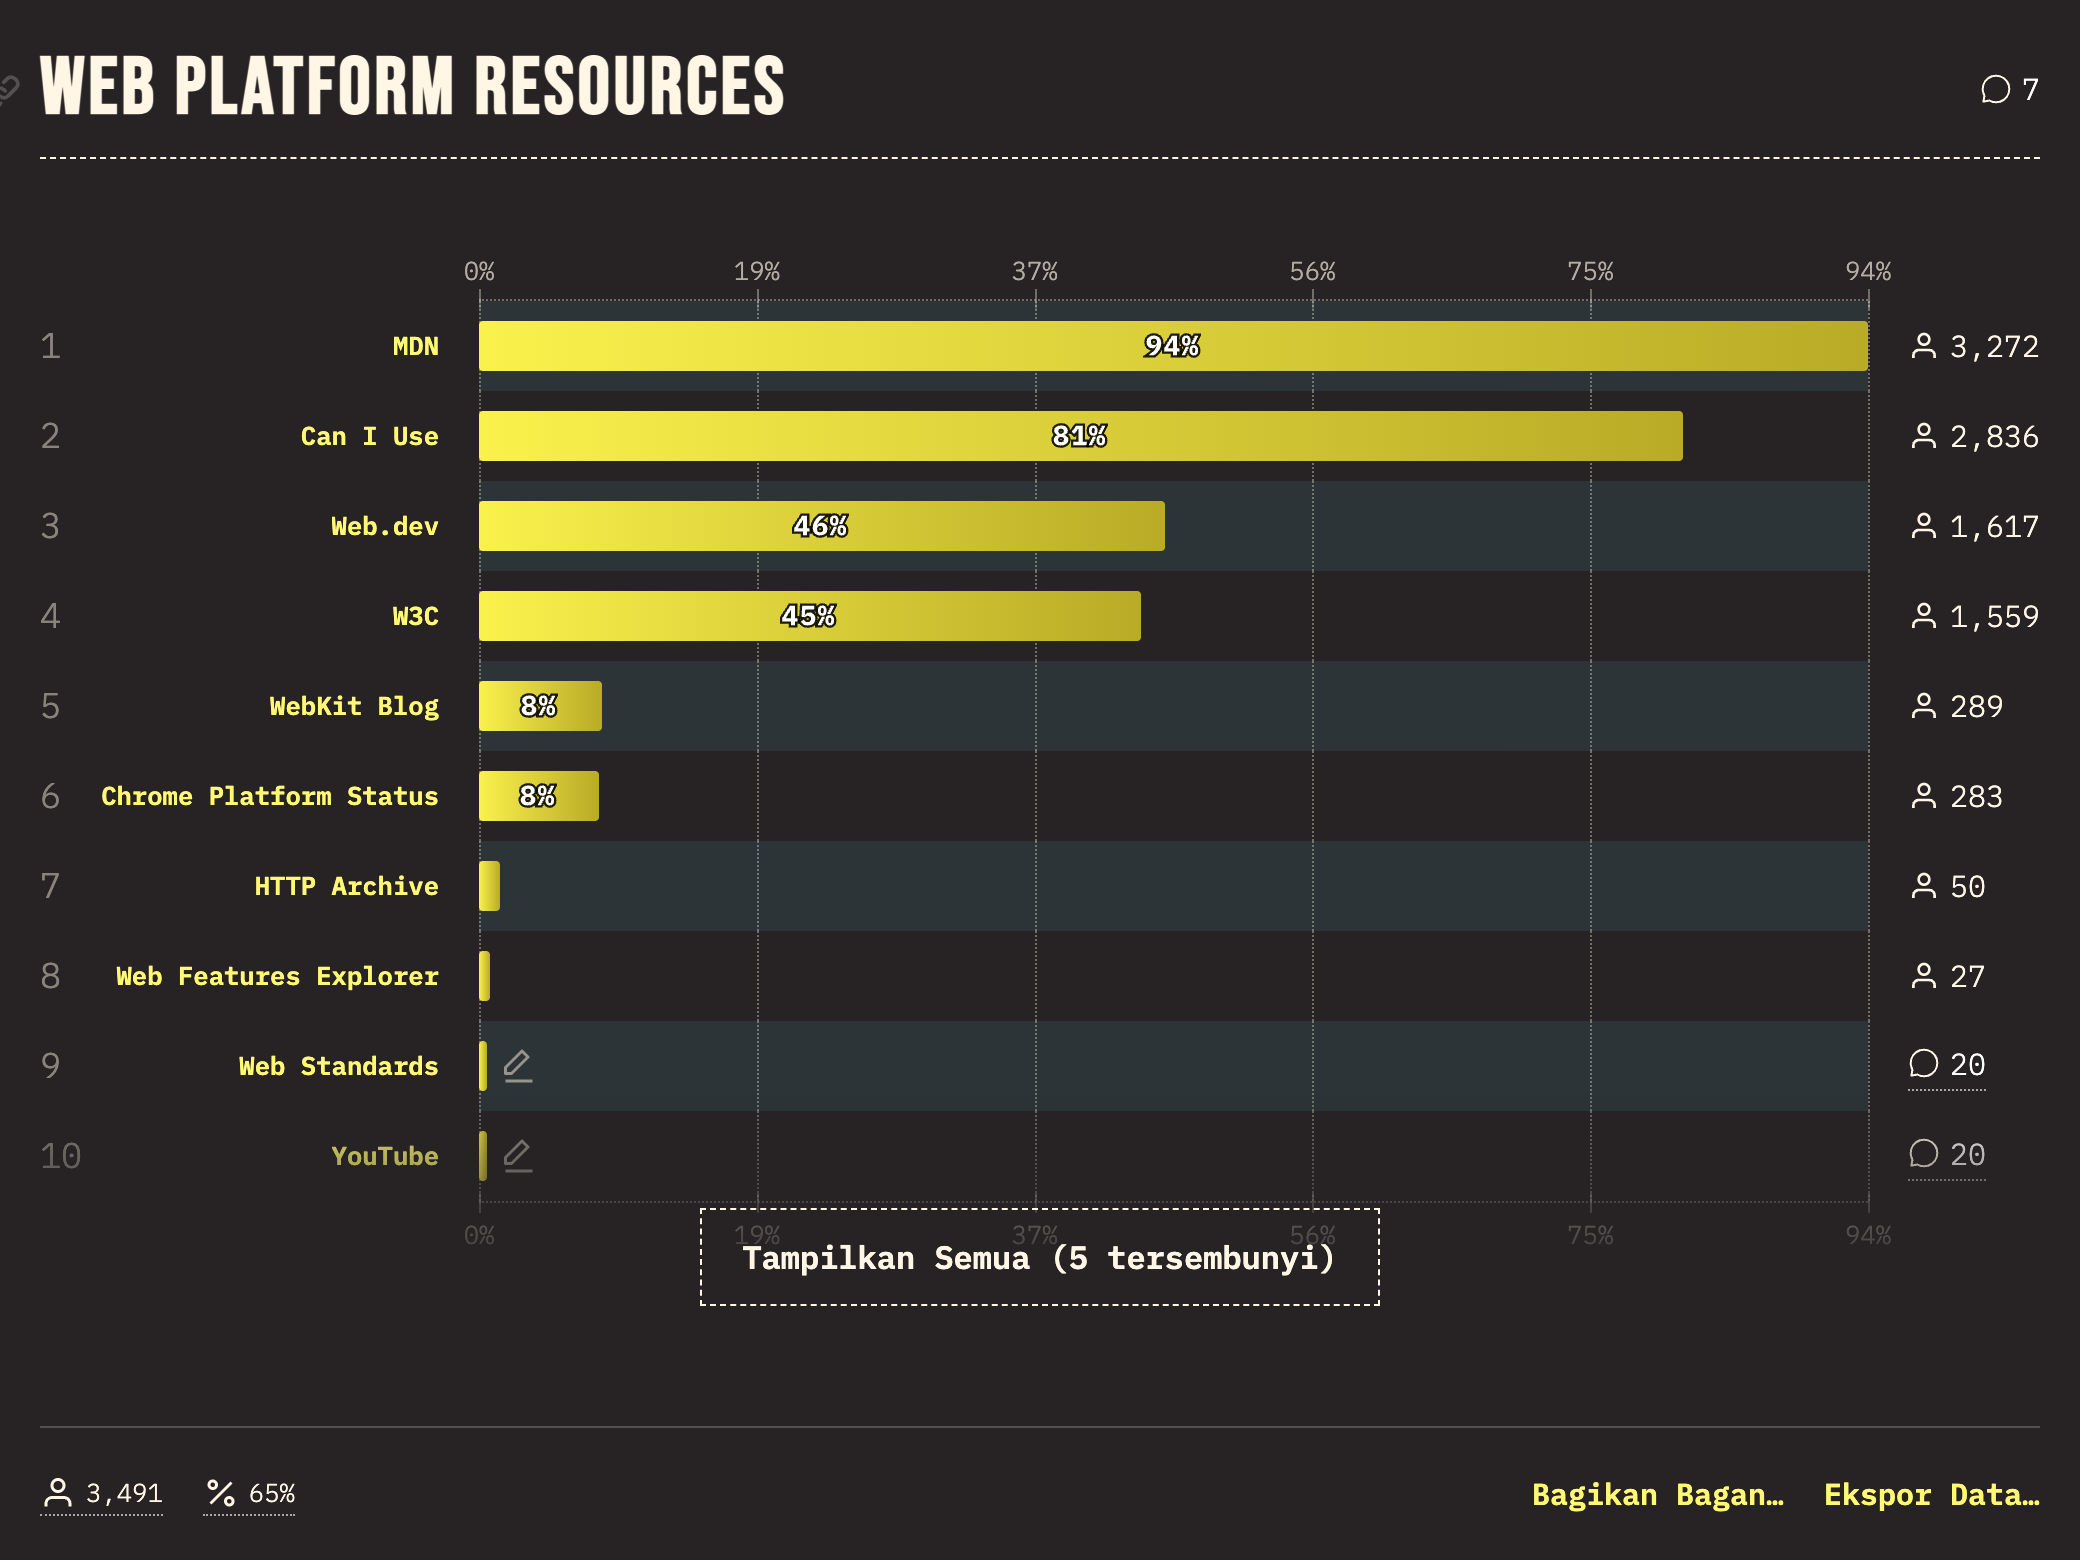 WEB PLATFORM RESOURCES
7
0% 19% 37% 56% 75% 94%
1 MDN 94% 3,272
2 Can I Use 81% 2,836
3 Web.dev 46% 1,617
4 W3C 45% 1,559
5 WebKit Blog 8% 289
6 Chrome Platform Status 8% 283
7 HTTP Archive 50
8 Web Features Explorer 27
9 Web Standards 20
10 YouTube 20
0% 19% 37% 56% 75% 94%
Tampilkan Semua (5 tersembunyi)
3,491 65% Bagikan Bagan… Ekspor Data…